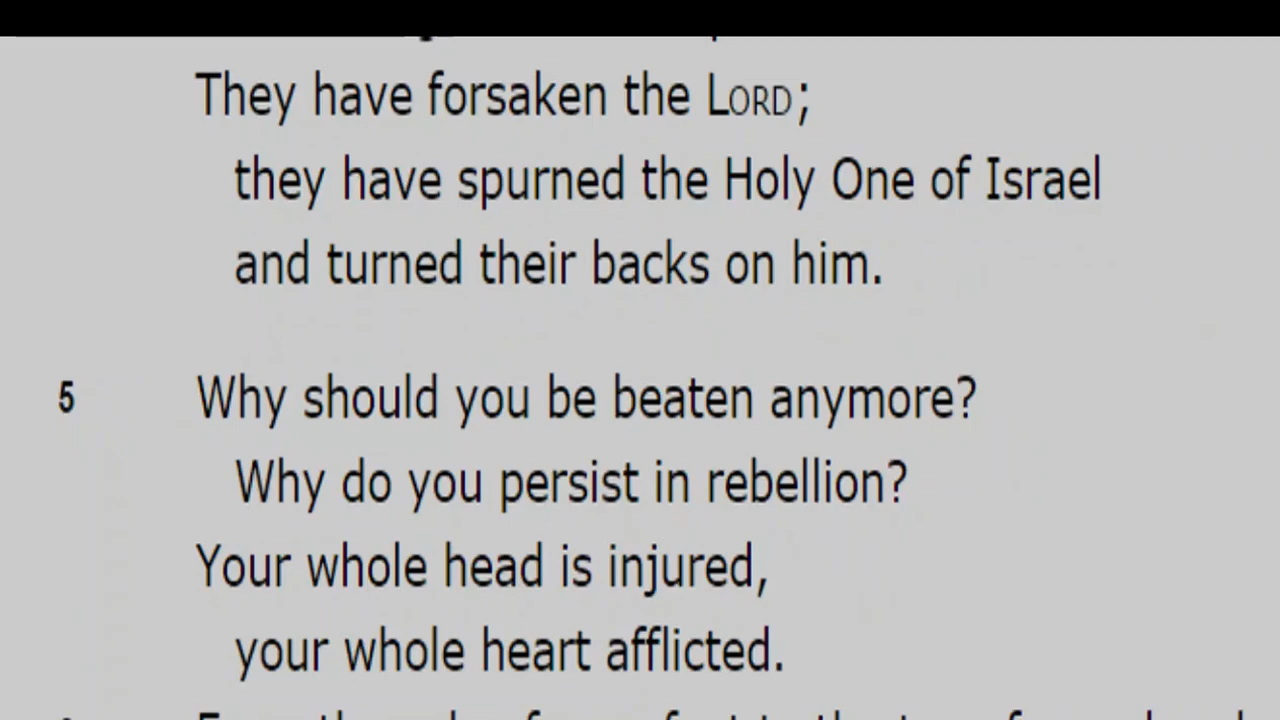 They have forsaken the LORD;
they have spurned the Holy One of Israel
and turned their backs on him.
5 Why should you be beaten anymore?
Why do you persist in rebellion?
Your whole head is injured,
your whole heart afflicted.